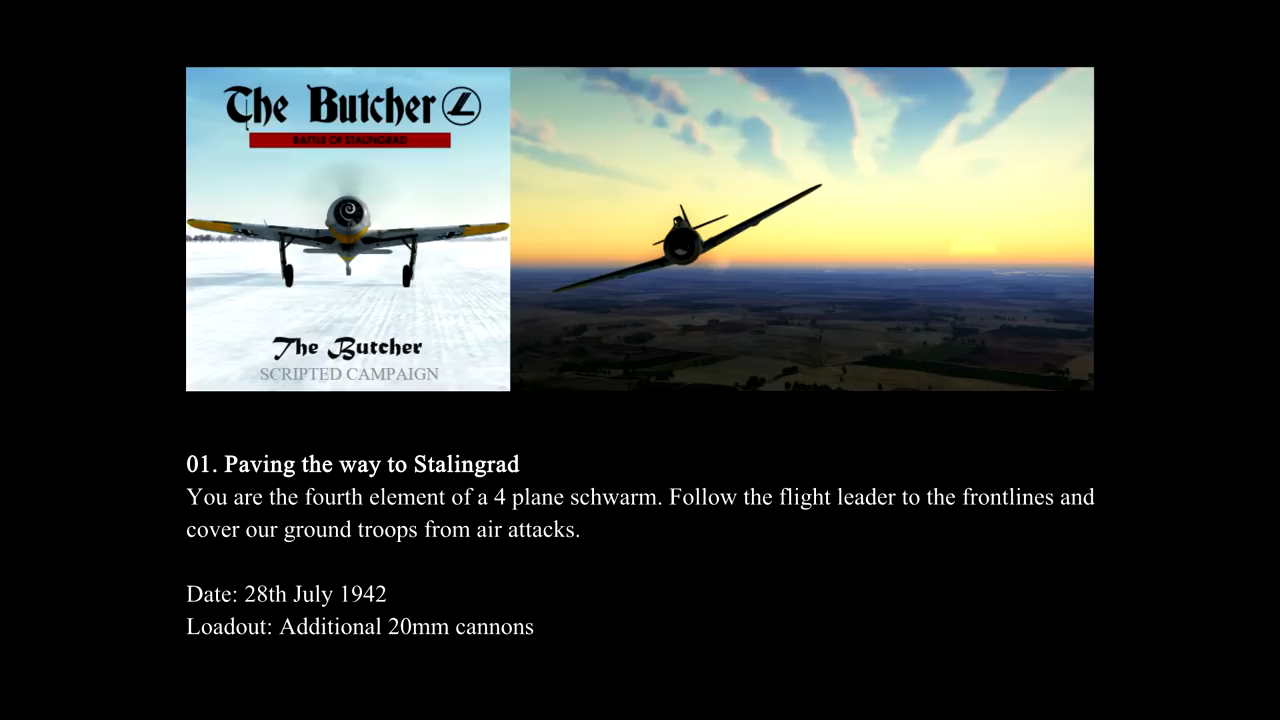 The Butcher L
BATTLE OF STALINGRAD
The Butcher
SCRIPTED CAMPAIGN
01. Paving the way to Stalingrad
You are the fourth element of a 4 plane schwarm. Follow the flight leader to the frontlines and
cover our ground troops from air attacks.
Date: 28th July 1942
Loadout: Additional 20mm cannons